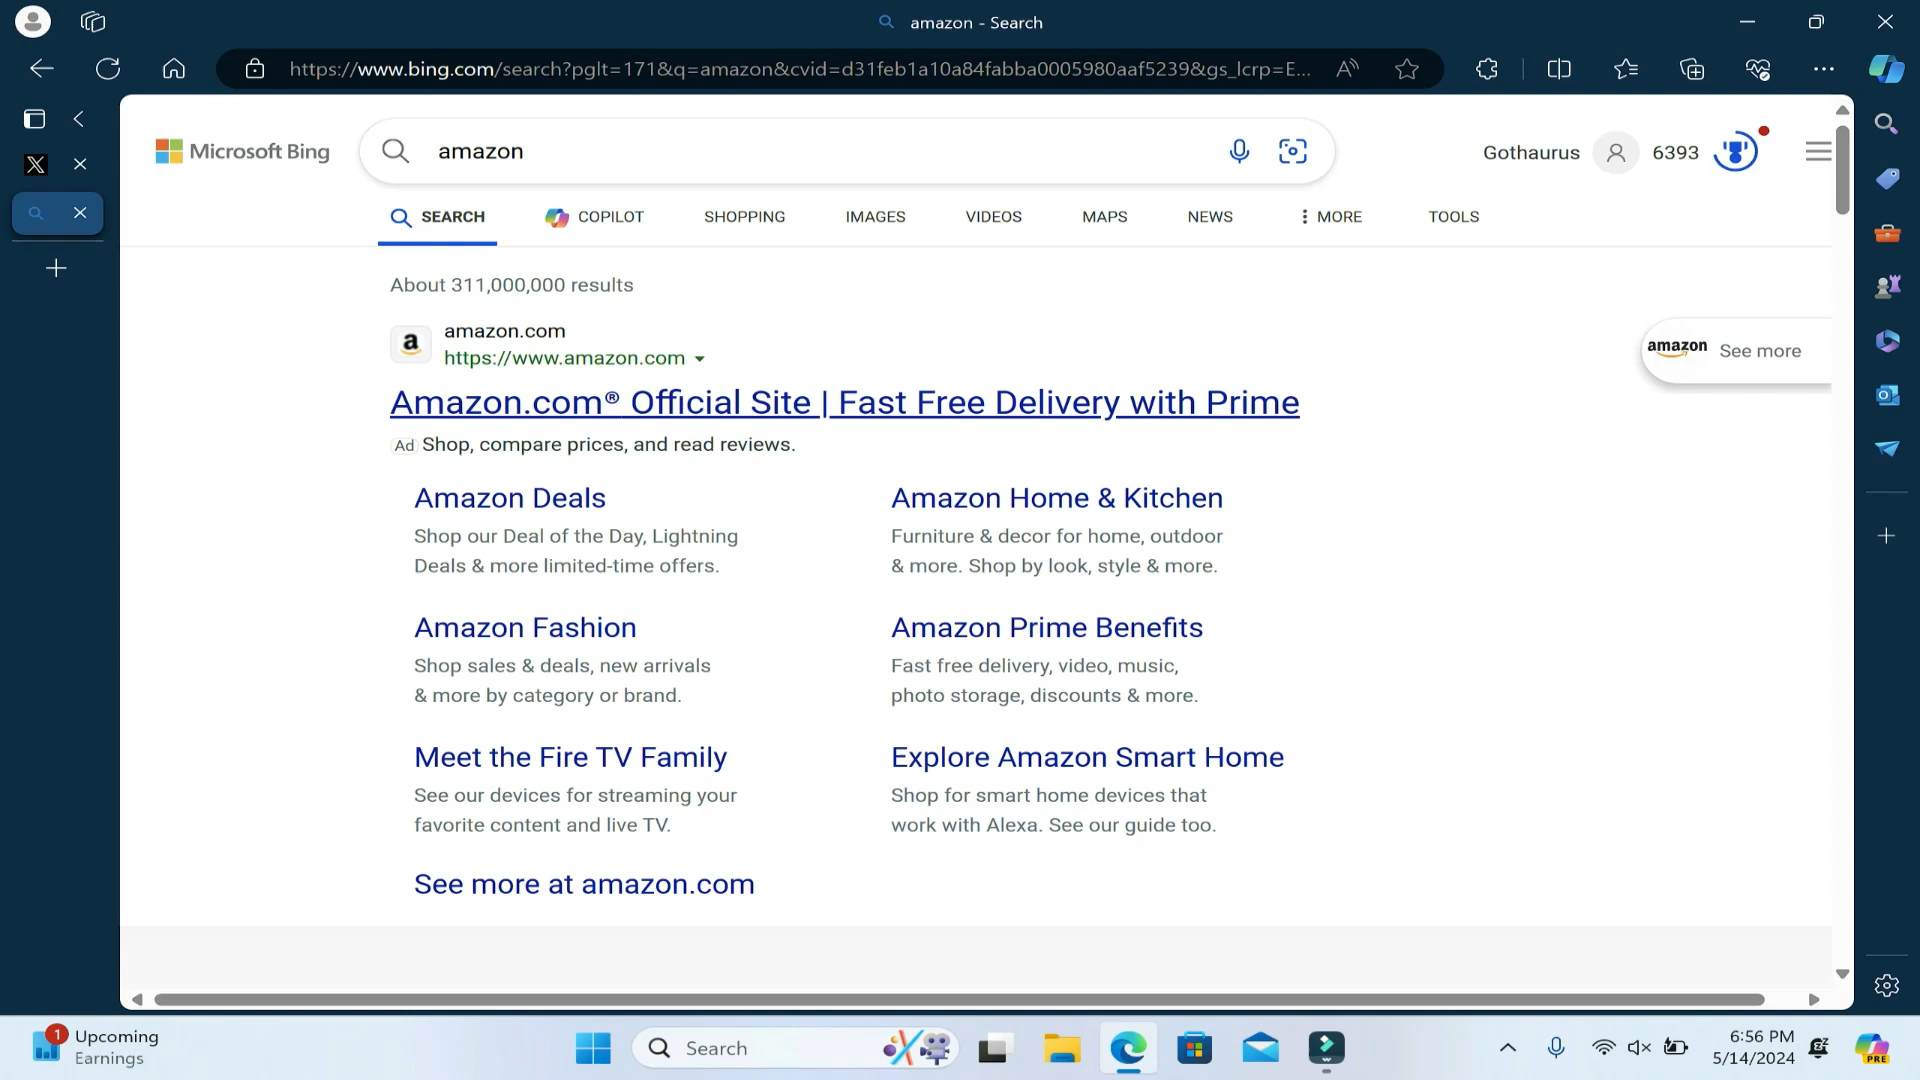 amazon - Search
https://www.bing.com/search?pglt=171&q=amazon&cvid=d31feb1a10a84fabba0005980aaf5239&gs_lcrp=E...
Microsoft Bing
amazon
Gothaurus
6393
SEARCH
COPILOT
SHOPPING
IMAGES
VIDEOS
MAPS
NEWS
MORE
TOOLS
About 311,000,000 results
amazon.com
https://www.amazon.com
amazon
See more
Amazon.com® Official Site | Fast Free Delivery with Prime
Ad Shop, compare prices, and read reviews.
Amazon Deals
Shop our Deal of the Day, Lightning
Deals & more limited-time offers.
Amazon Home & Kitchen
Furniture & decor for home, outdoor
& more. Shop by look, style & more.
Amazon Fashion
Shop sales & deals, new arrivals
& more by category or brand.
Amazon Prime Benefits
Fast free delivery, video, music,
photo storage, discounts & more.
Meet the Fire TV Family
See our devices for streaming your
favorite content and live TV.
Explore Amazon Smart Home
Shop for smart home devices that
work with Alexa. See our guide too.
See more at amazon.com
1
Upcoming
Earnings
Search
6:56 PM
5/14/2024
PRE